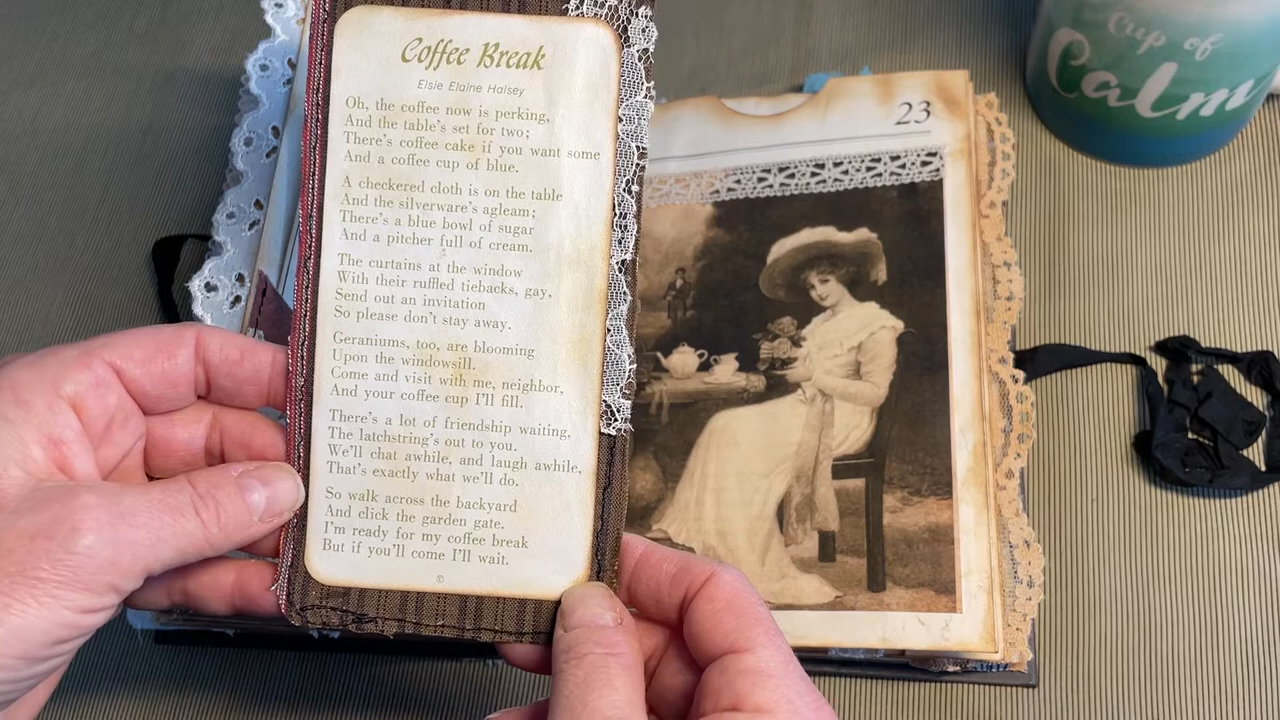 Coffee Break
Elsie Elaine Halsey
Oh, the coffee now is perking,
And the table's set for two;
There's coffee cake if you want some
And a coffee cup of blue.
A checkered cloth is on the table
And the silverware's agleam;
There's a blue bowl of sugar
And a pitcher full of cream.
The curtains at the window
With their ruffled tiebacks, gay,
Send out an invitation
So please don't stay away.
Geraniums, too, are blooming
Upon the windowsill.
Come and visit with me, neighbor,
And your coffee cup I'll fill.
There's a lot of friendship waiting,
The latchstring's out to you.
We'll chat awhile, and laugh awhile,
That's exactly what we'll do.
So walk across the backyard
And click the garden gate.
I'm ready for my coffee break
But if you'll come I'll wait.
©
23
Cup of
Calm